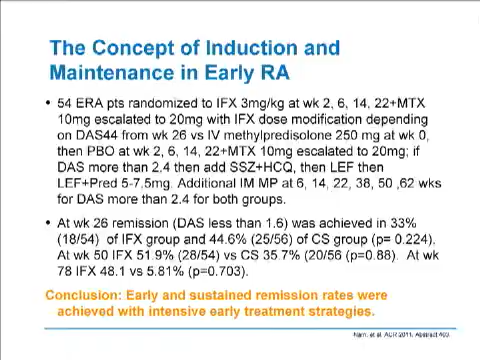 The Concept of Induction and
Maintenance in Early RA
• 54 ERA pts randomized to IFX 3mg/kg at wk 2, 6, 14, 22+MTX
10mg escalated to 20mg with IFX dose modification depending
on DAS44 from wk 26 vs IV methylpredisolone 250 mg at wk 0,
then PBO at wk 2, 6, 14, 22+MTX 10mg escalated to 20mg; if
DAS more than 2.4 then add SSZ+HCQ, then LEF then
LEF+Pred 5-7,5mg. Additional IM MP at 6, 14, 22, 38, 50 ,62 wks
for DAS more than 2.4 for both groups.
• At wk 26 remission (DAS less than 1.6) was achieved in 33%
(18/54) of IFX group and 44.6% (25/56) of CS group (p= 0.224).
At wk 50 IFX 51.9% (28/54) vs CS 35.7% (20/56 (p=0.88). At wk
78 IFX 48.1 vs 5.81% (p=0.703).
Conclusion: Early and sustained remission rates were
achieved with intensive early treatment strategies.
Nam, et al. ACR 2011. Abstract 403.